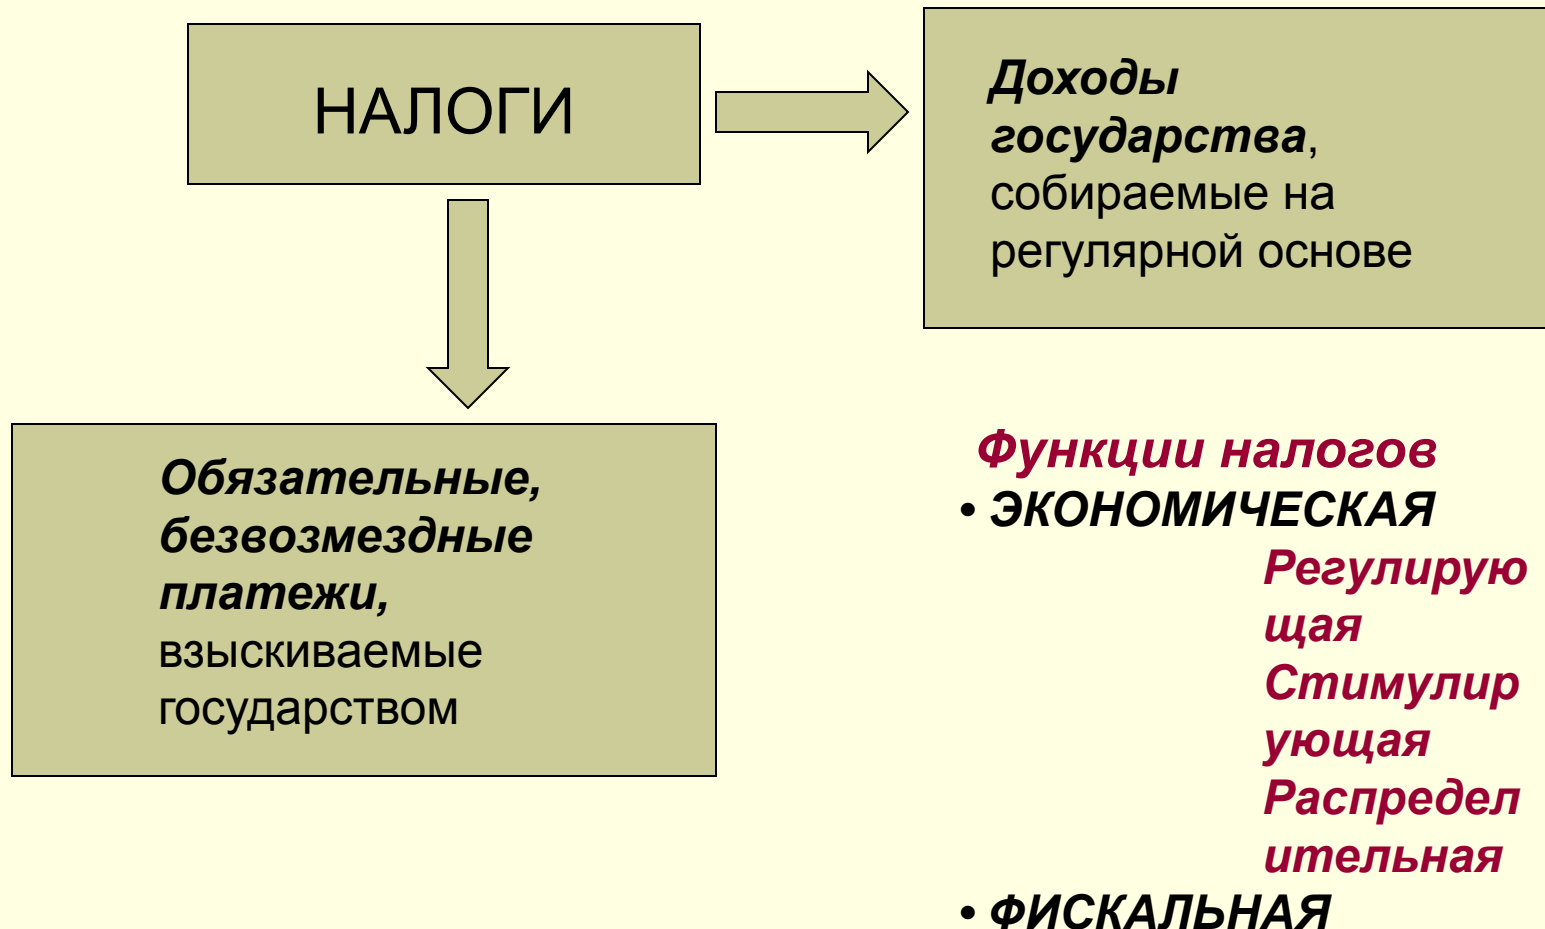 НАЛОГИ
Доходы
государства,
собираемые на
регулярной основе
Обязательные,
безвозмездные
платежи,
взыскиваемые
государством
Функции налогов
• ЭКОНОМИЧЕСКАЯ
Регулирую
щая
Стимулир
ующая
Распредел
ительная
• ФИСКАЛЬНАЯ